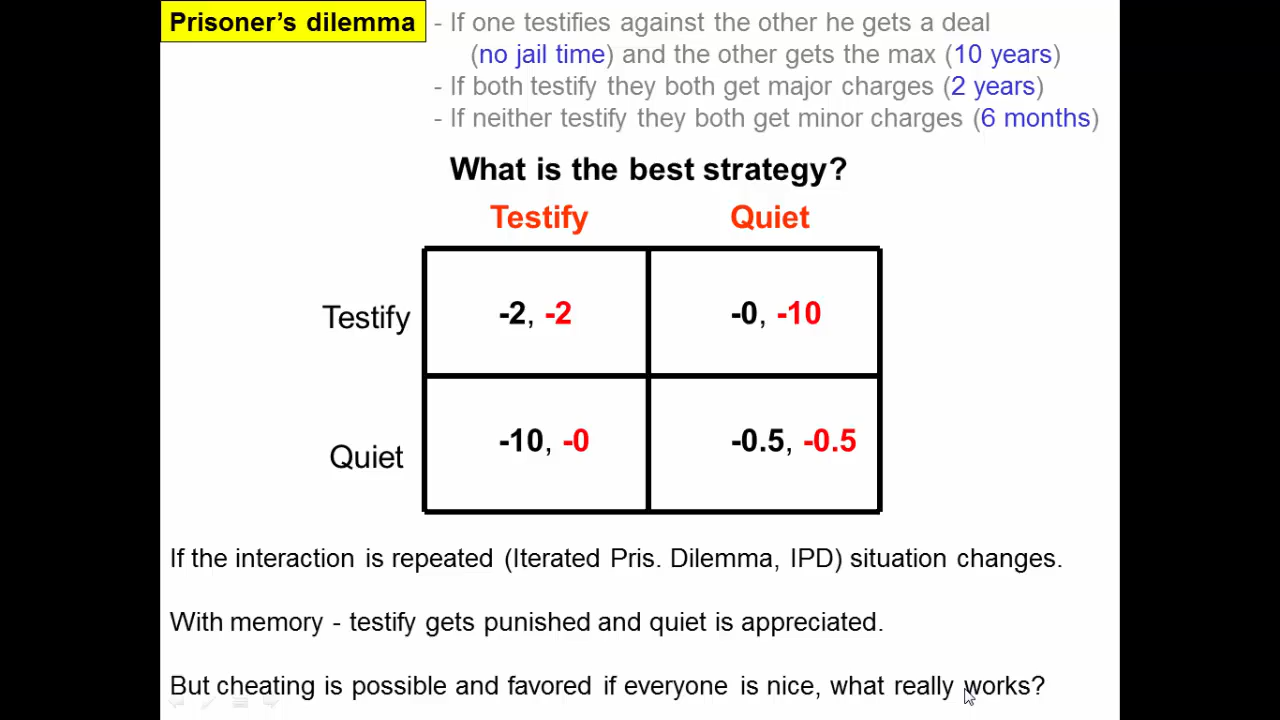 Prisoner's dilemma
- If one testifies against the other he gets a deal
(no jail time) and the other gets the max (10 years)
- If both testify they both get major charges (2 years)
- If neither testify they both get minor charges (6 months)
What is the best strategy?
Testify Quiet
Testify -2, -2 -0, -10
Quiet -10, -0 -0.5, -0.5
If the interaction is repeated (Iterated Pris. Dilemma, IPD) situation changes.
With memory - testify gets punished and quiet is appreciated.
But cheating is possible and favored if everyone is nice, what really works?